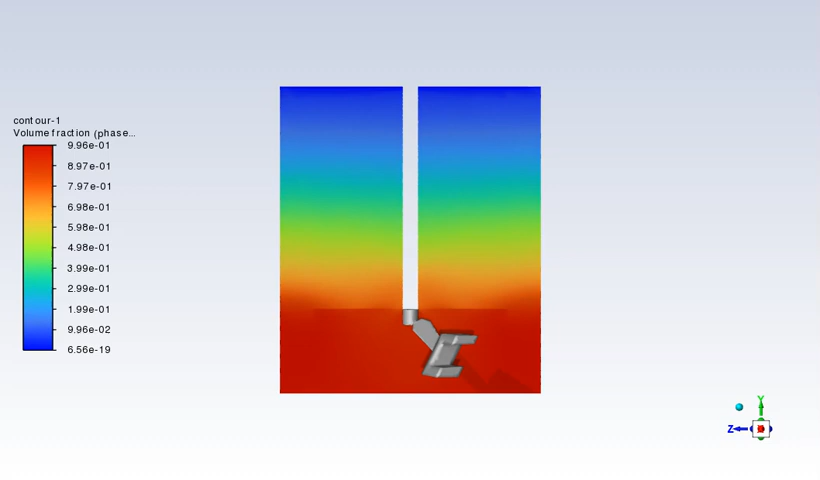 contour-1
Volume fraction (phase...
9.96e-01
8.97e-01
7.97e-01
6.98e-01
5.98e-01
4.98e-01
3.99e-01
2.99e-01
1.99e-01
9.96e-02
6.56e-19
Y
Z